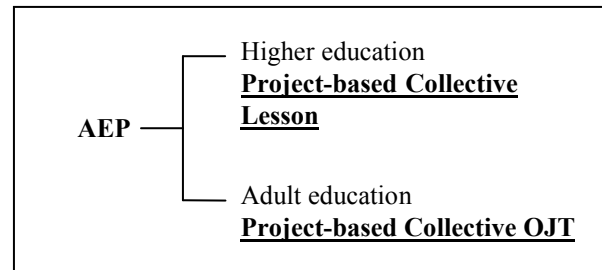 Higher education
Project-based Collective
Lesson
AEP
Adult education
Project-based Collective OJT